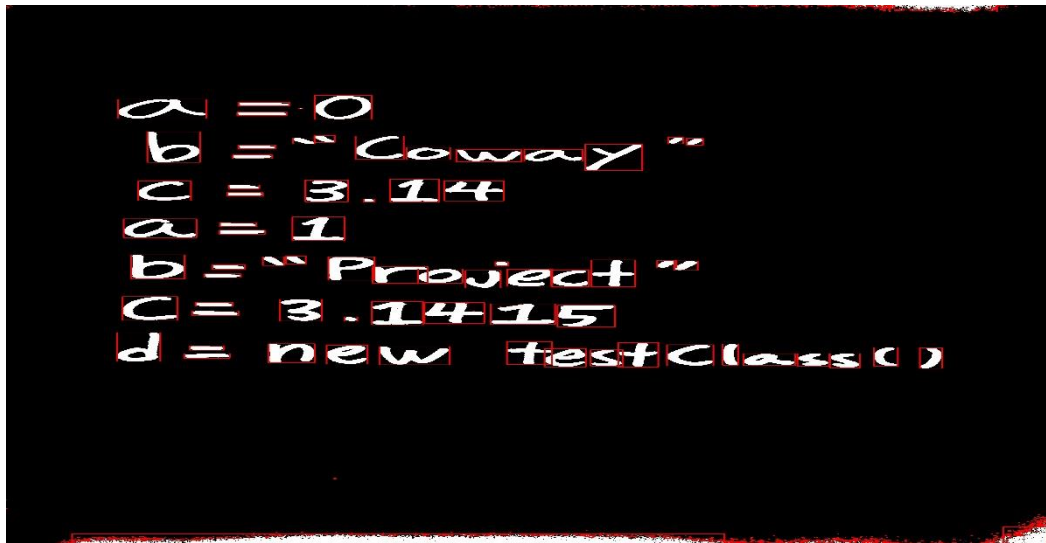 a = 0
b = "Coway"
c = 3.14
a = 1
b = "Project"
C = 3.1415
d = new testClass()